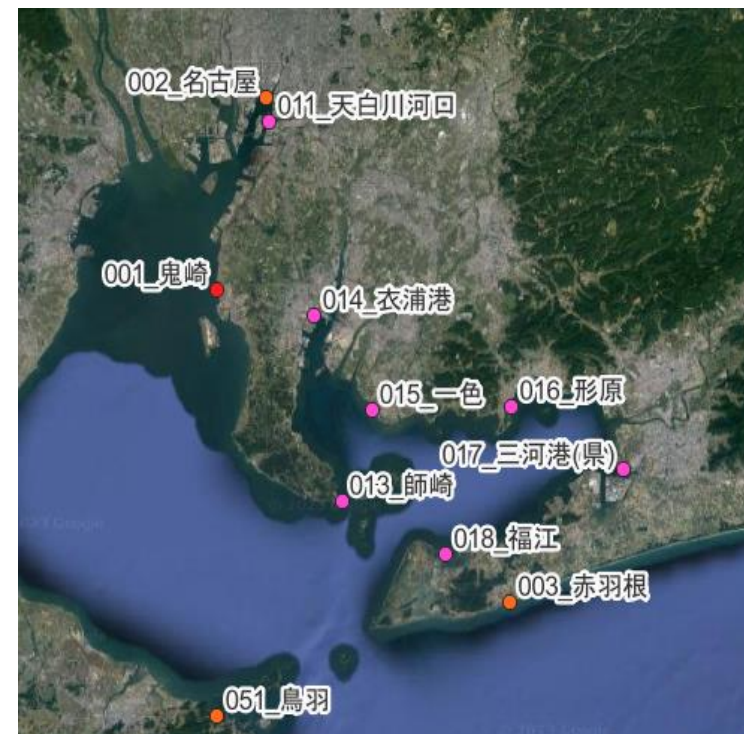 002_名古屋
011_天白川河口
001_鬼崎
014_衣浦港
015_一色
016_形原
017_三河港(県)
013_師崎
018_福江
003_赤羽根
051_鳥羽